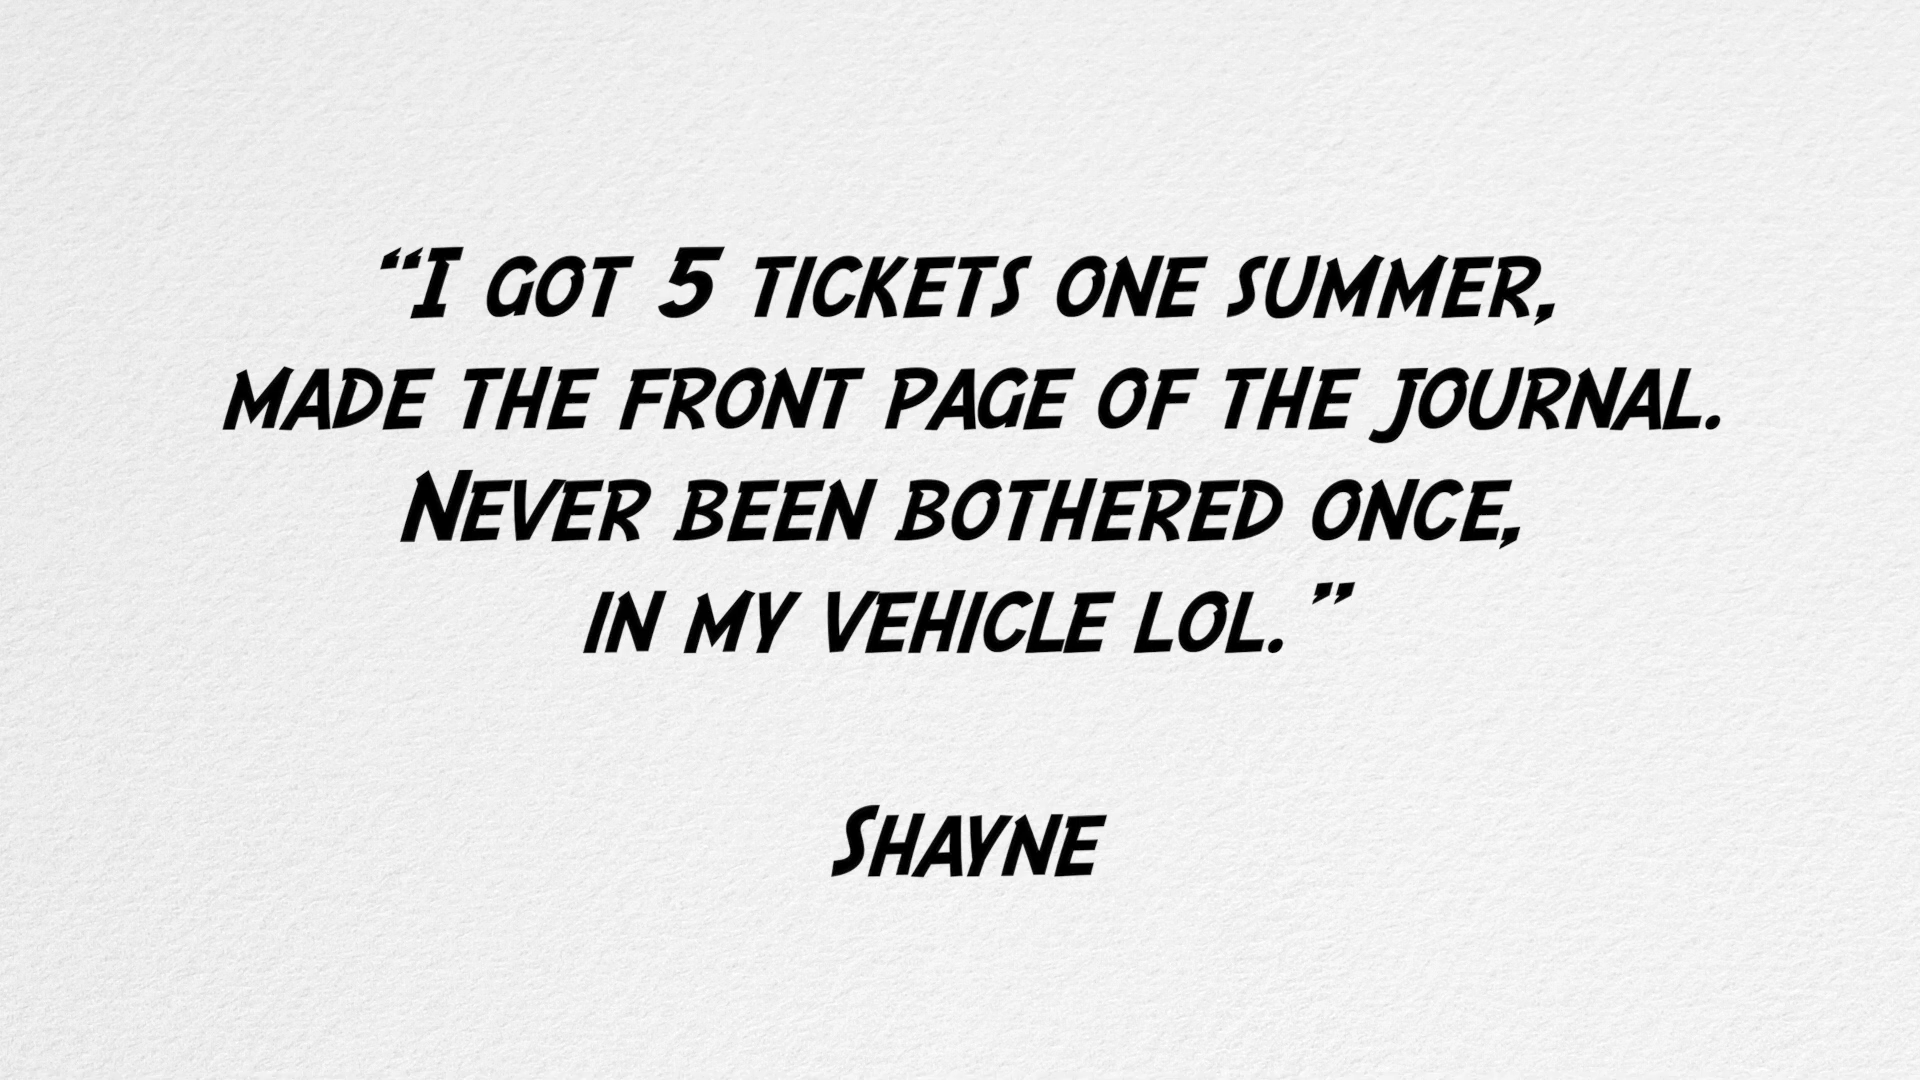 “I got 5 tickets one summer,
made the front page of the journal.
Never been bothered once,
in my vehicle lol.”
Shayne